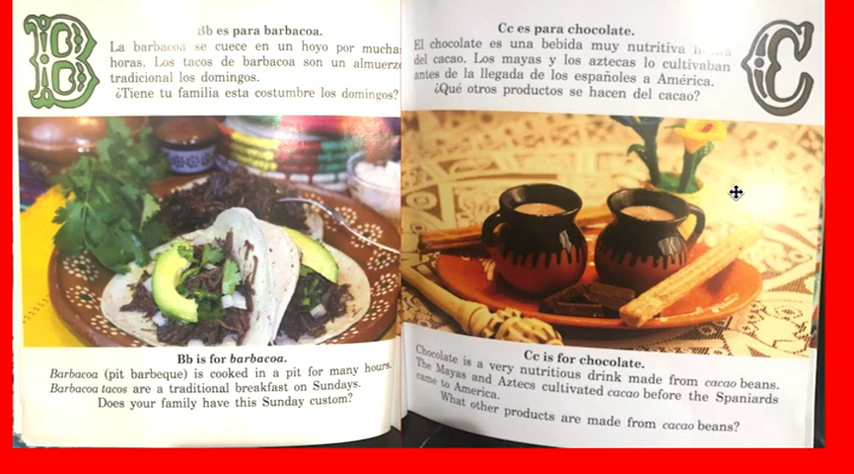 B
Bb es para barbacoa.
La barbacoa se cuece en un hoyo por muchas
horas. Los tacos de barbacoa son un almuerzo
tradicional los domingos.
¿Tiene tu familia esta costumbre los domingos?
Bb is for barbacoa.
Barbacoa (pit barbeque) is cooked in a pit for many hours.
Barbacoa tacos are a traditional breakfast on Sundays.
Does your family have this Sunday custom?
C
Cc es para chocolate.
El chocolate es una bebida muy nutritiva
del cacao. Los mayas y los aztecas lo cultivaban
antes de la llegada de los españoles a América.
¿Qué otros productos se hacen del cacao?
Cc is for chocolate.
Chocolate is a very nutritious drink made from cacao beans.
The Mayas and Aztecs cultivated cacao before the Spaniards
came to America.
What other products are made from cacao beans?